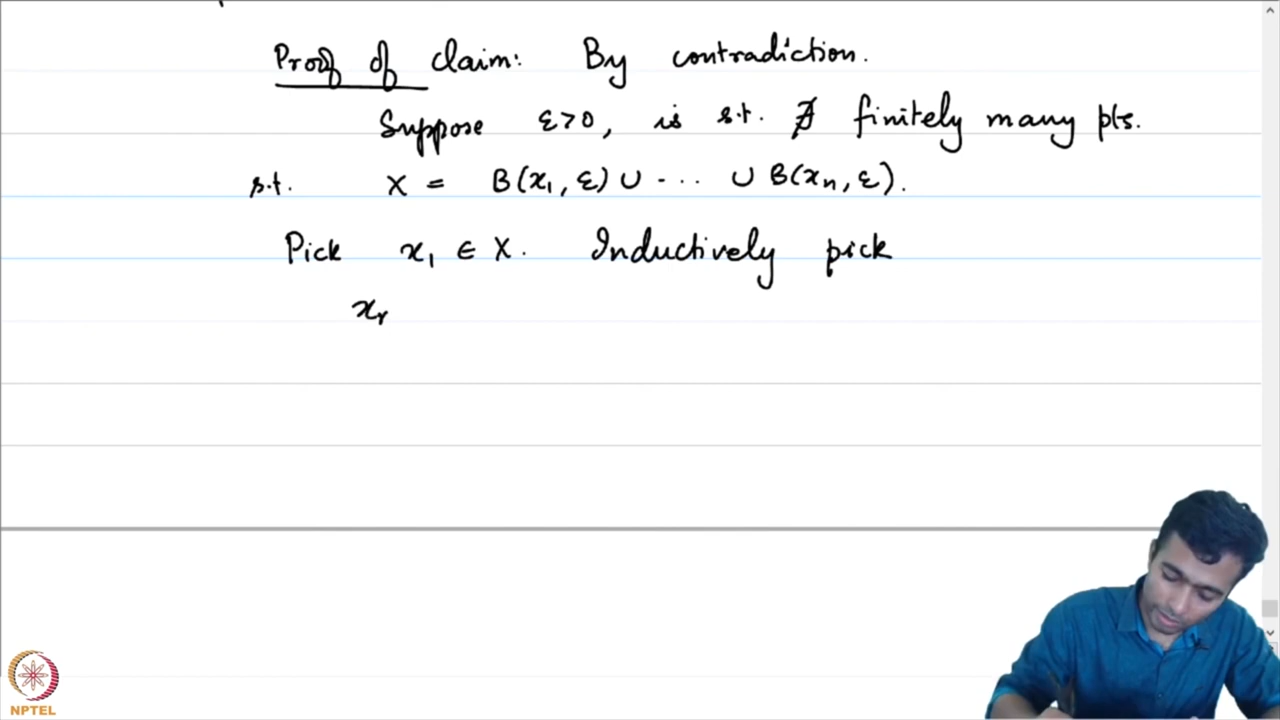 Proof of claim: By contradiction.
Suppose ε>0, is s.t. ∄ finitely many pts.
s.t. X = B(x₁, ε) ∪ ... ∪ B(xₙ, ε).
Pick x₁ ∈ X. Inductively pick
xᵣ
NPTEL